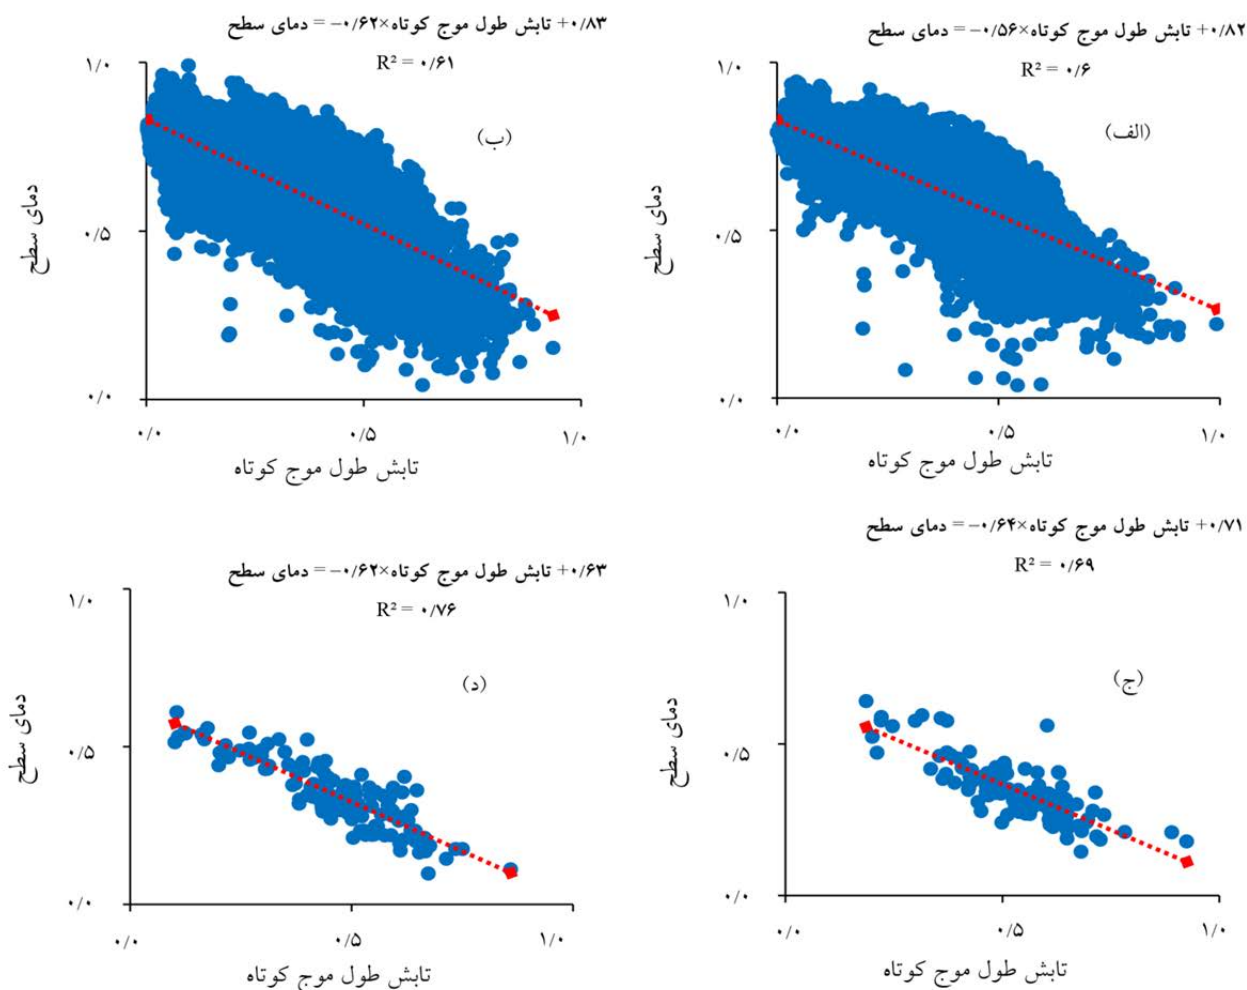 دمای سطح = −۰/۵۶×تابش طول موج کوتاه +۰/۸۲
R² = ۰/۶
(الف)
۱/۰
۰/۵
۰/۰
دمای سطح
۰/۰ ۰/۵ ۱/۰
تابش طول موج کوتاه
دمای سطح = −۰/۶۲×تابش طول موج کوتاه +۰/۸۳
R² = ۰/۶۱
(ب)
۱/۰
۰/۵
۰/۰
دمای سطح
۰/۰ ۰/۵ ۱/۰
تابش طول موج کوتاه
دمای سطح = −۰/۶۴×تابش طول موج کوتاه +۰/۷۱
R² = ۰/۶۹
(ج)
۱/۰
۰/۵
۰/۰
دمای سطح
۰/۰ ۰/۵ ۱/۰
تابش طول موج کوتاه
دمای سطح = −۰/۶۲×تابش طول موج کوتاه +۰/۶۳
R² = ۰/۷۶
(د)
۱/۰
۰/۵
۰/۰
دمای سطح
۰/۰ ۰/۵ ۱/۰
تابش طول موج کوتاه